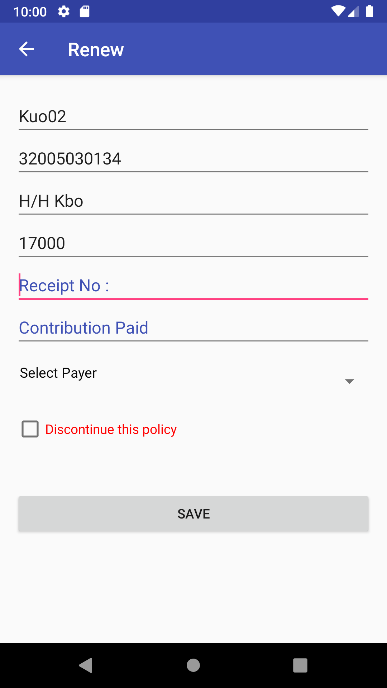 10:00
Renew
Kuo02
32005030134
H/H Kbo
17000
Receipt No :
Contribution Paid
Select Payer
Discontinue this policy
SAVE